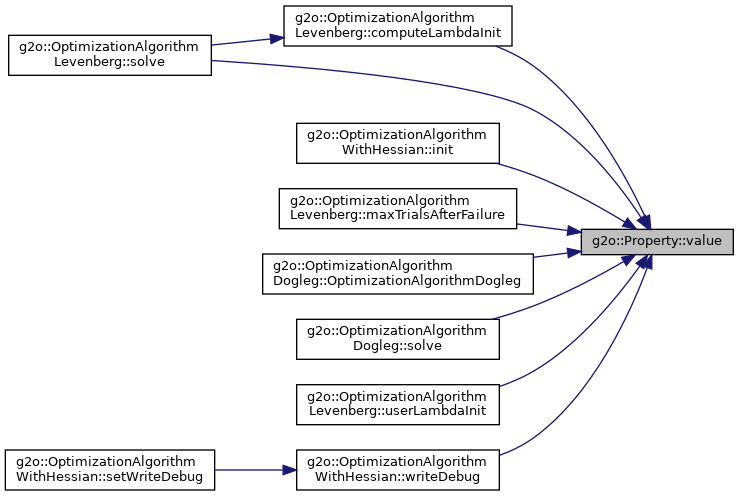 g2o::OptimizationAlgorithm
Levenberg::computeLambdaInit
g2o::OptimizationAlgorithm
Levenberg::solve
g2o::OptimizationAlgorithm
WithHessian::init
g2o::OptimizationAlgorithm
Levenberg::maxTrialsAfterFailure
g2o::Property::value
g2o::OptimizationAlgorithm
Dogleg::OptimizationAlgorithmDogleg
g2o::OptimizationAlgorithm
Dogleg::solve
g2o::OptimizationAlgorithm
Levenberg::userLambdaInit
g2o::OptimizationAlgorithm
WithHessian::setWriteDebug
g2o::OptimizationAlgorithm
WithHessian::writeDebug